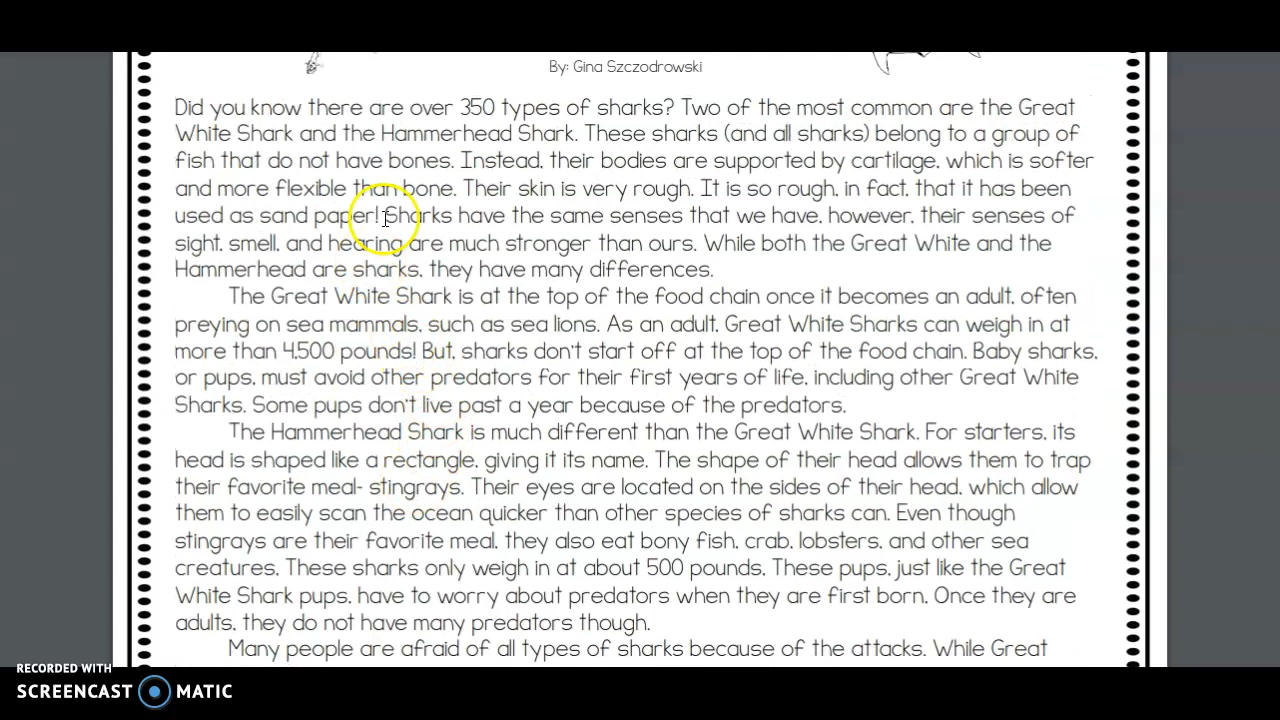 By: Gina Szczodrowski
Did you know there are over 350 types of sharks? Two of the most common are the Great
White Shark and the Hammerhead Shark. These sharks (and all sharks) belong to a group of
fish that do not have bones. Instead, their bodies are supported by cartilage, which is softer
and more flexible than bone. Their skin is very rough. It is so rough, in fact, that it has been
used as sand paper! Sharks have the same senses that we have, however, their senses of
sight, smell, and hearing are much stronger than ours. While both the Great White and the
Hammerhead are sharks, they have many differences.
The Great White Shark is at the top of the food chain once it becomes an adult, often
preying on sea mammals, such as sea lions. As an adult, Great White Sharks can weigh in at
more than 4,500 pounds! But, sharks don't start off at the top of the food chain. Baby sharks,
or pups, must avoid other predators for their first years of life, including other Great White
Sharks. Some pups don't live past a year because of the predators.
The Hammerhead Shark is much different than the Great White Shark. For starters, its
head is shaped like a rectangle, giving it its name. The shape of their head allows them to trap
their favorite meal- stingrays. Their eyes are located on the sides of their head, which allow
them to easily scan the ocean quicker than other species of sharks can. Even though
stingrays are their favorite meal, they also eat bony fish, crab, lobsters, and other sea
creatures. These sharks only weigh in at about 500 pounds. These pups, just like the Great
White Shark pups, have to worry about predators when they are first born. Once they are
adults, they do not have many predators though.
Many people are afraid of all types of sharks because of the attacks. While Great
RECORDED WITH
SCREENCAST MATIC